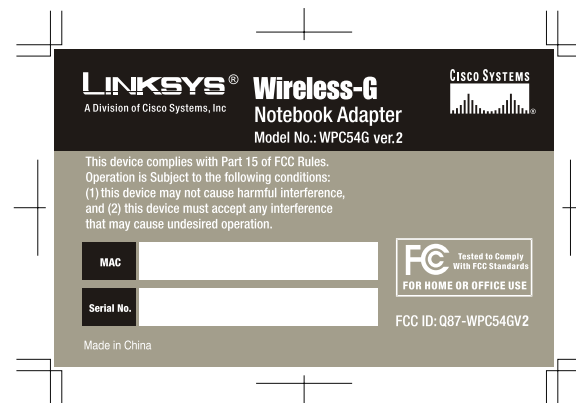 LINKSYS®
A Division of Cisco Systems, Inc
Wireless-G
Notebook Adapter
Model No.: WPC54G ver.2
CISCO SYSTEMS
®
This device complies with Part 15 of FCC Rules.
Operation is Subject to the following conditions:
(1) this device may not cause harmful interference,
and (2) this device must accept any interference
that may cause undesired operation.
MAC
Serial No.
Made in China
FC Tested to Comply
With FCC Standards
FOR HOME OR OFFICE USE
FCC ID: Q87-WPC54GV2